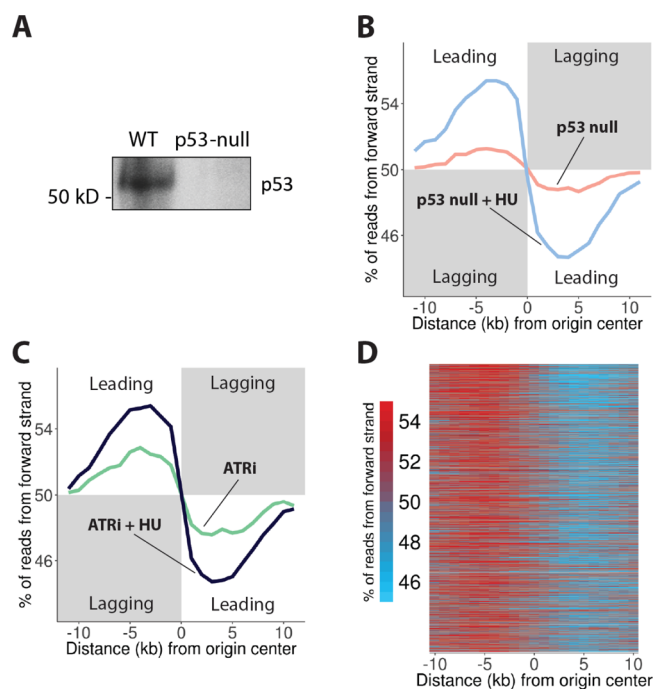 A
WT p53-null
50 kD - p53
B
% of reads from forward strand
54
50
46
Leading
Lagging
p53 null
p53 null + HU
Lagging
Leading
-10 -5 0 5 10
Distance (kb) from origin center
C
% of reads from forward strand
54
50
46
Leading
Lagging
ATRi
ATRi + HU
Lagging
Leading
-10 -5 0 5 10
Distance (kb) from origin center
D
% of reads from forward strand
54
52
50
48
46
-10 -5 0 5 10
Distance (kb) from origin center